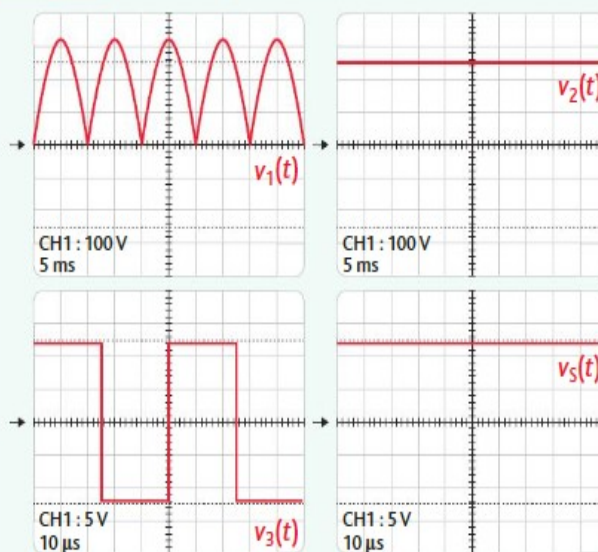 v₁(t)
CH1 : 100 V
5 ms
v₂(t)
CH1 : 100 V
5 ms
CH1 : 5 V
10 µs
v₃(t)
vS(t)
CH1 : 5 V
10 µs